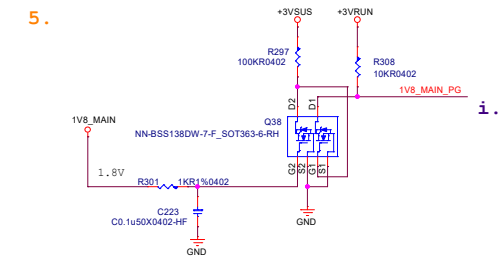 5.
+3VSUS
+3VRUN
R297
100KR0402
R308
10KR0402
1V8_MAIN_PG
i.
D2
D1
Q38
NN-BSS138DW-7-F_SOT363-6-RH
1V8_MAIN
G2
S2
G1
S1
1.8V
R301
1KR1%0402
C223
C0.1u50X0402-HF
GND
GND